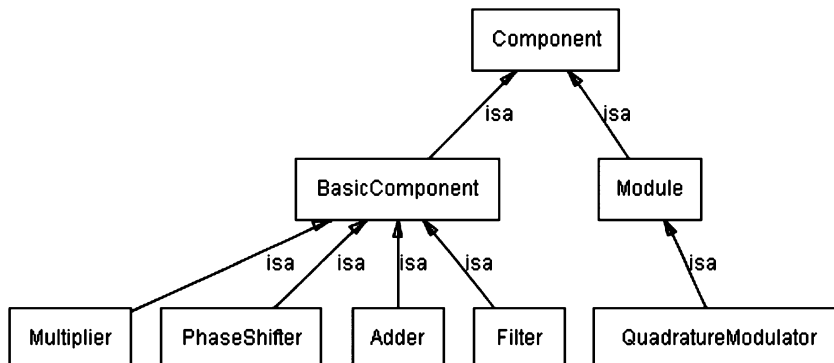 Component
isa isa
BasicComponent Module
isa isa isa isa isa
Multiplier PhaseShifter Adder Filter QuadratureModulator